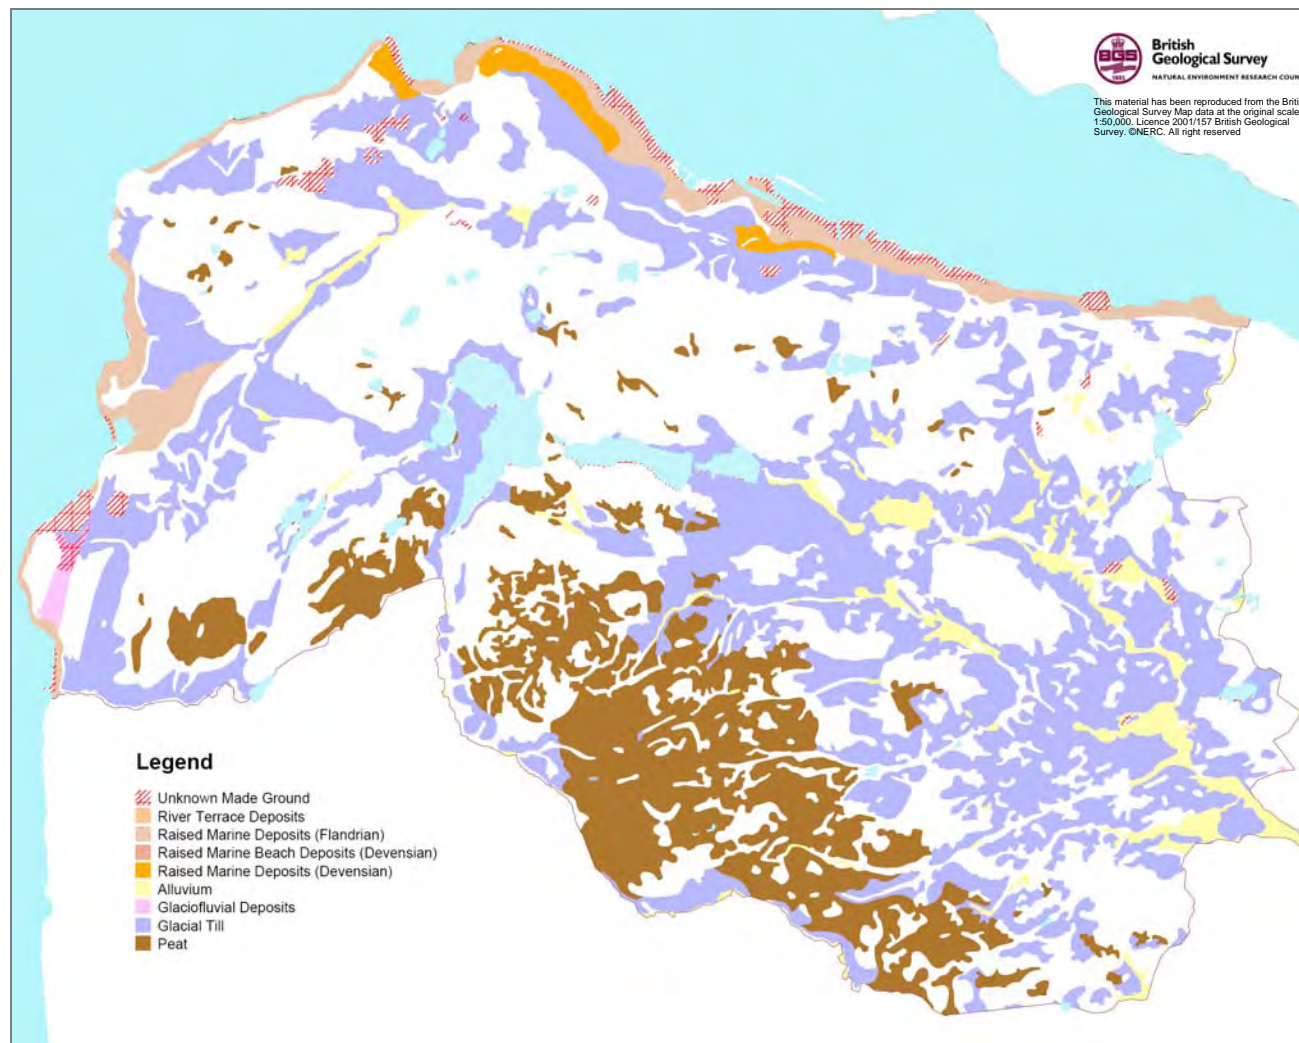 BGS
1835
British
Geological Survey
NATURAL ENVIRONMENT RESEARCH COUN
This material has been reproduced from the Briti
Geological Survey Map data at the original scale
1:50,000. Licence 2001/157 British Geological
Survey. ©NERC. All right reserved
Legend
Unknown Made Ground
River Terrace Deposits
Raised Marine Deposits (Flandrian)
Raised Marine Beach Deposits (Devensian)
Raised Marine Deposits (Devensian)
Alluvium
Glaciofluvial Deposits
Glacial Till
Peat